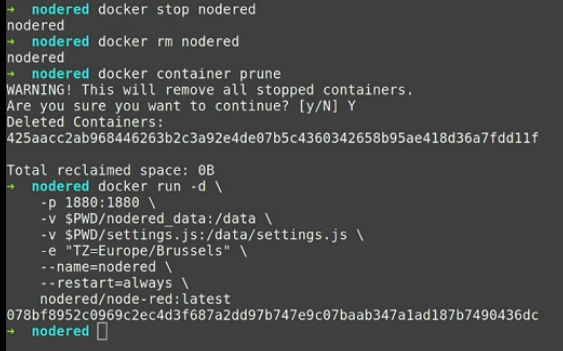 → nodered docker stop nodered
nodered
→ nodered docker rm nodered
nodered
→ nodered docker container prune
WARNING! This will remove all stopped containers.
Are you sure you want to continue? [y/N] Y
Deleted Containers:
425aacc2ab968446263b2c3a92e4de07b5c4360342658b95ae418d36a7fdd11f
Total reclaimed space: 0B
→ nodered docker run -d \
-p 1880:1880 \
-v $PWD/nodered_data:/data \
-v $PWD/settings.js:/data/settings.js \
-e "TZ=Europe/Brussels" \
--name=nodered \
--restart=always \
nodered/node-red:latest
078bf8952c0969c2ec4d3f687a2dd97b747e9c07baab347a1ad187b7490436dc
→ nodered